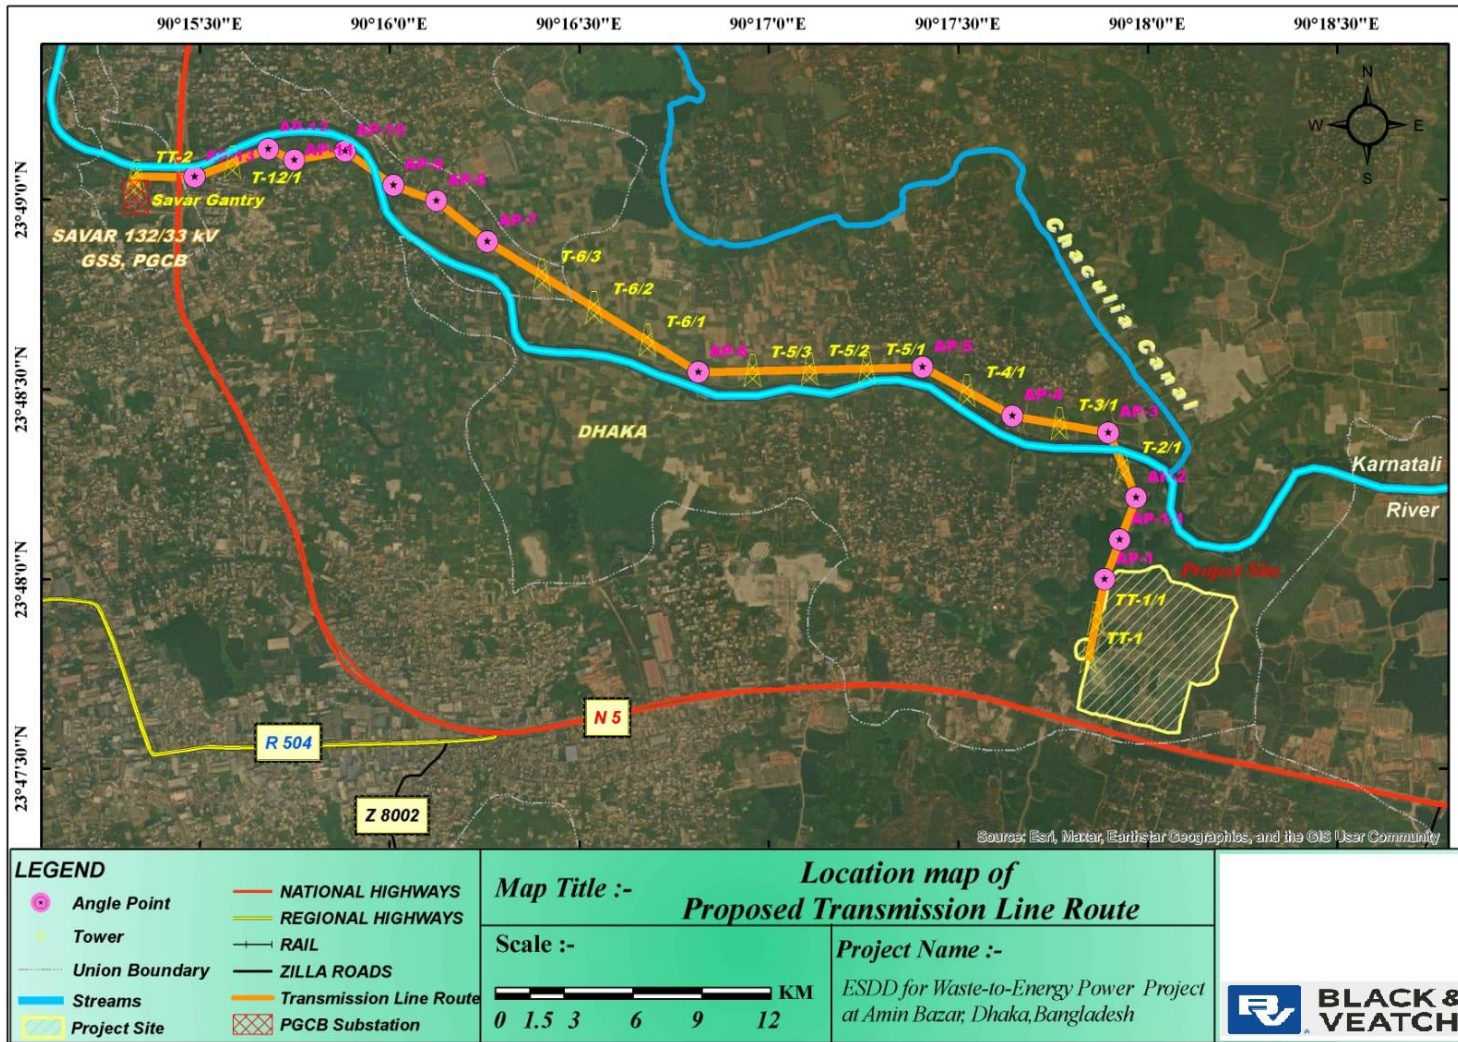 90°15'30"E 90°16'0"E 90°16'30"E 90°17'0"E 90°17'30"E 90°18'0"E 90°18'30"E
23°49'0"N
23°48'30"N
23°48'0"N
23°47'30"N
N
W E
S
TT-2
AP-13
T-12/1
AP-12
AP-11
AP-10
AP-9
AP-8
AP-7
Savar Gantry
SAVAR 132/33 kV
GSS, PGCB
T-6/3
T-6/2
T-6/1
AP-6
T-5/3
T-5/2
T-5/1
AP-5
T-4/1
AP-4
T-3/1
AP-3
T-2/1
AP-2
AP-1/1
AP-1
TT-1/1
TT-1
Chaculia Canal
DHAKA
Karnatali
River
Project Site
N 5
R 504
Z 8002
Source: Esri, Maxar, Earthstar Geographics, and the GIS User Community
LEGEND
Angle Point
Tower
Union Boundary
Streams
Project Site
NATIONAL HIGHWAYS
REGIONAL HIGHWAYS
RAIL
ZILLA ROADS
Transmission Line Route
PGCB Substation
Map Title :-
Location map of
Proposed Transmission Line Route
Scale :-
KM
0 1.5 3 6 9 12
Project Name :-
ESDD for Waste-to-Energy Power Project
at Amin Bazar, Dhaka,Bangladesh
BLACK &
VEATCH